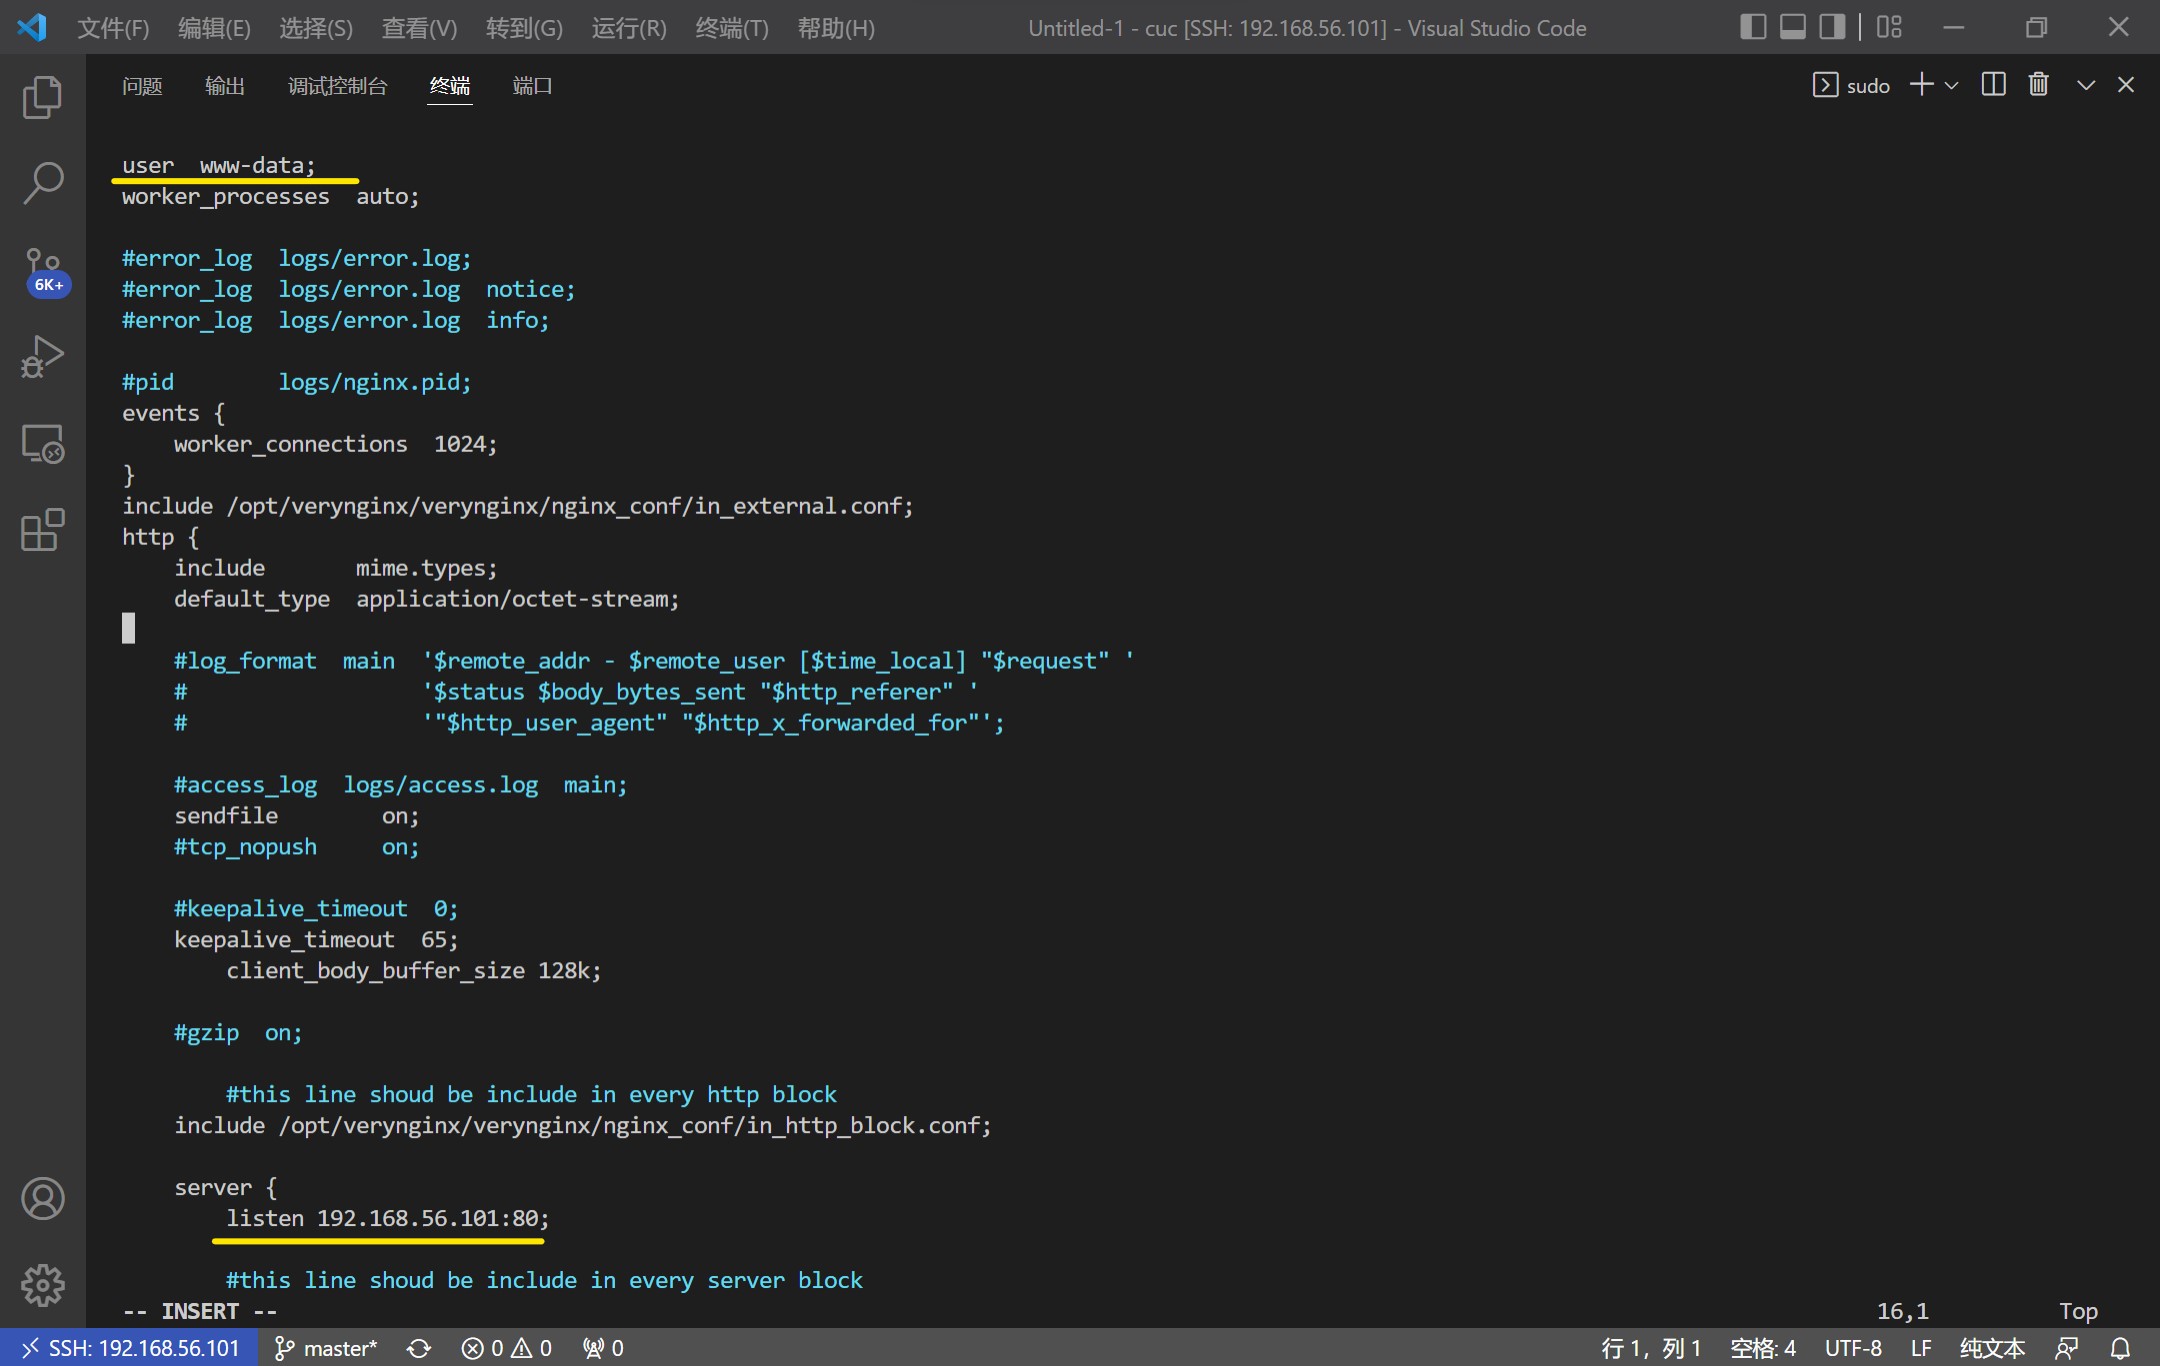 文件(F) 编辑(E) 选择(S) 查看(V) 转到(G) 运行(R) 终端(T) 帮助(H) Untitled-1 - cuc [SSH: 192.168.56.101] - Visual Studio Code
问题 输出 调试控制台 终端 端口 sudo
user  www-data;
worker_processes  auto;
#error_log  logs/error.log;
#error_log  logs/error.log  notice;
#error_log  logs/error.log  info;
#pid        logs/nginx.pid;
events {
    worker_connections  1024;
}
include /opt/verynginx/verynginx/nginx_conf/in_external.conf;
http {
    include       mime.types;
    default_type  application/octet-stream;
    #log_format  main  '$remote_addr - $remote_user [$time_local] "$request" '
    #                  '$status $body_bytes_sent "$http_referer" '
    #                  '"$http_user_agent" "$http_x_forwarded_for"';
    #access_log  logs/access.log  main;
    sendfile        on;
    #tcp_nopush     on;
    #keepalive_timeout  0;
    keepalive_timeout  65;
        client_body_buffer_size 128k;
    #gzip  on;
        #this line shoud be include in every http block
    include /opt/verynginx/verynginx/nginx_conf/in_http_block.conf;
    server {
        listen 192.168.56.101:80;
        #this line shoud be include in every server block
-- INSERT -- 16,1 Top
6K+
SSH: 192.168.56.101 master* 0 0 0 行 1，列 1 空格: 4 UTF-8 LF 纯文本